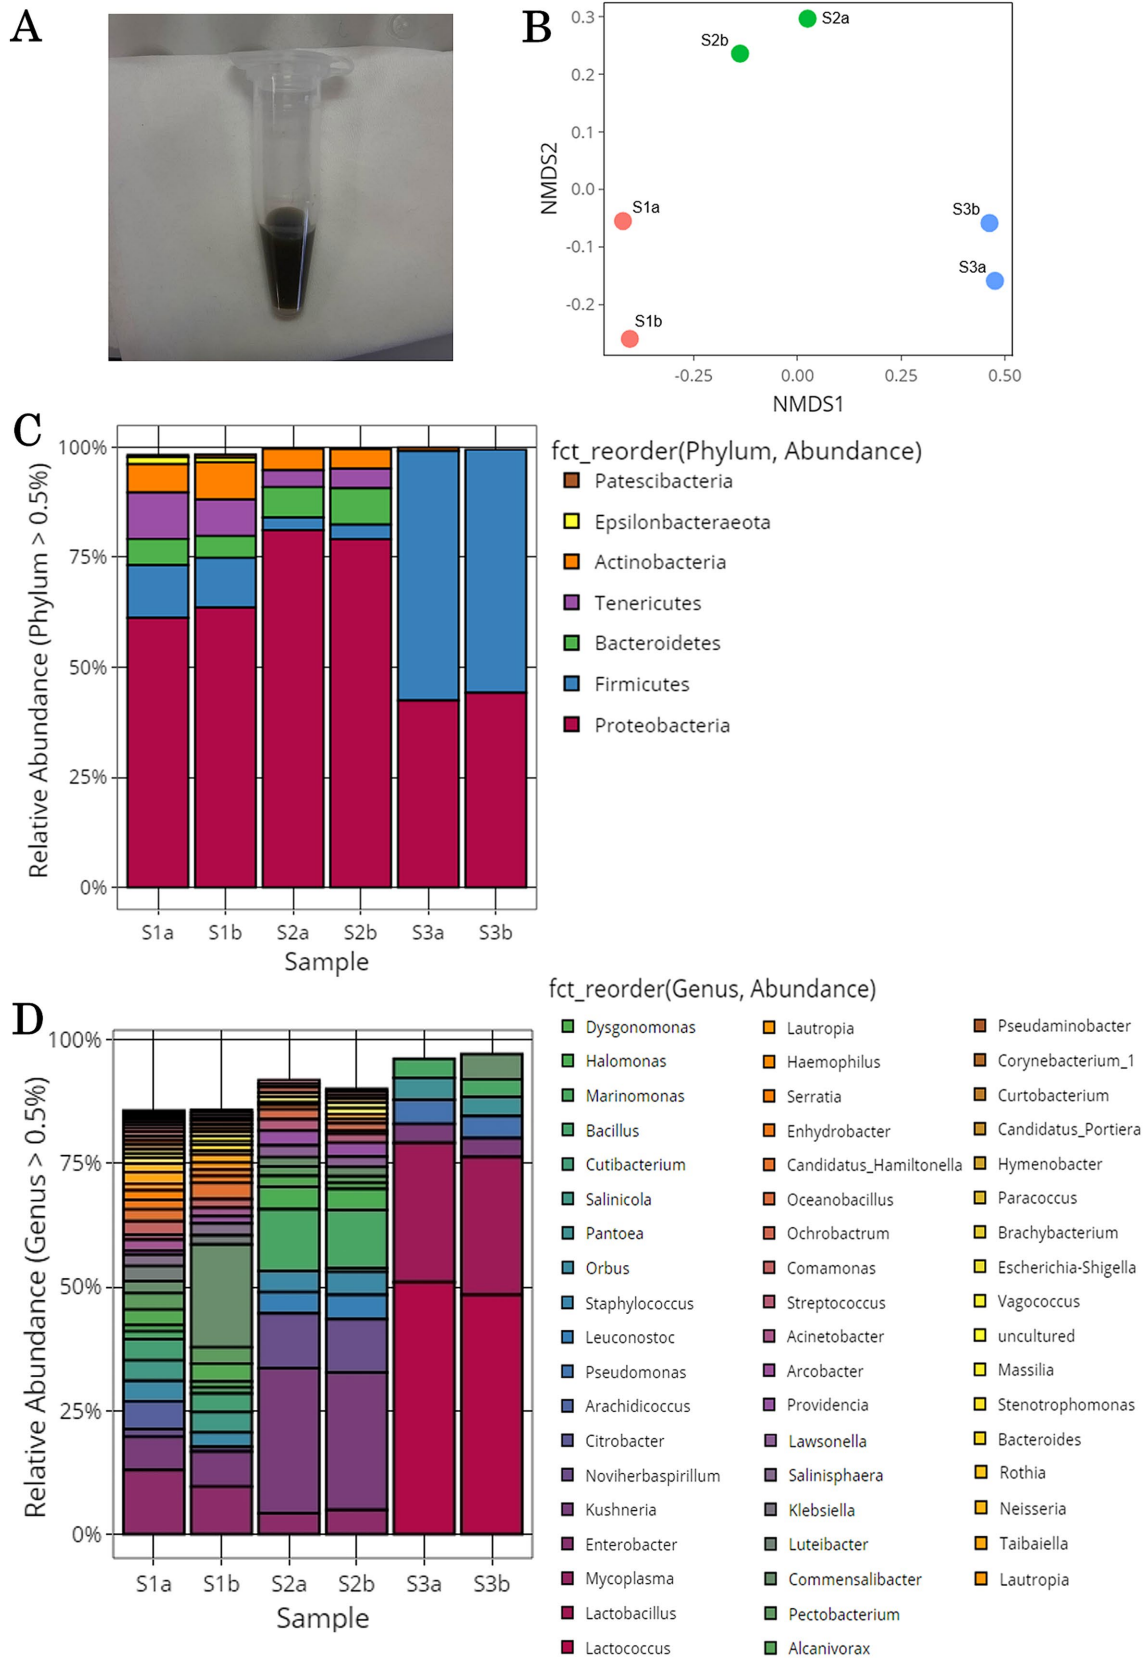 A
B
0.3
0.2
0.1
0.0
-0.1
-0.2
NMDS2
S2a
S2b
S1a
S3b
S3a
S1b
-0.25
0.00
0.25
0.50
NMDS1
C
Relative Abundance (Phylum > 0.5%)
100%
75%
50%
25%
0%
S1a
S1b
S2a
S2b
S3a
S3b
Sample
fct_reorder(Phylum, Abundance)
Patescibacteria
Epsilonbacteraeota
Actinobacteria
Tenericutes
Bacteroidetes
Firmicutes
Proteobacteria
D
Relative Abundance (Genus > 0.5%)
100%
75%
50%
25%
0%
S1a
S1b
S2a
S2b
S3a
S3b
Sample
fct_reorder(Genus, Abundance)
Dysgonomonas
Halomonas
Marinomonas
Bacillus
Cutibacterium
Salinicola
Pantoea
Orbus
Staphylococcus
Leuconostoc
Pseudomonas
Arachidicoccus
Citrobacter
Noviherbaspirillum
Kushneria
Enterobacter
Mycoplasma
Lactobacillus
Lactococcus
Lautropia
Haemophilus
Serratia
Enhydrobacter
Candidatus_Hamiltonella
Oceanobacillus
Ochrobactrum
Comamonas
Streptococcus
Acinetobacter
Arcobacter
Providencia
Lawsonella
Salinisphaera
Klebsiella
Luteibacter
Commensalibacter
Pectobacterium
Alcanivorax
Pseudaminobacter
Corynebacterium_1
Curtobacterium
Candidatus_Portiera
Hymenobacter
Paracoccus
Brachybacterium
Escherichia-Shigella
Vagococcus
uncultured
Massilia
Stenotrophomonas
Bacteroides
Rothia
Neisseria
Taibaiella
Lautropia